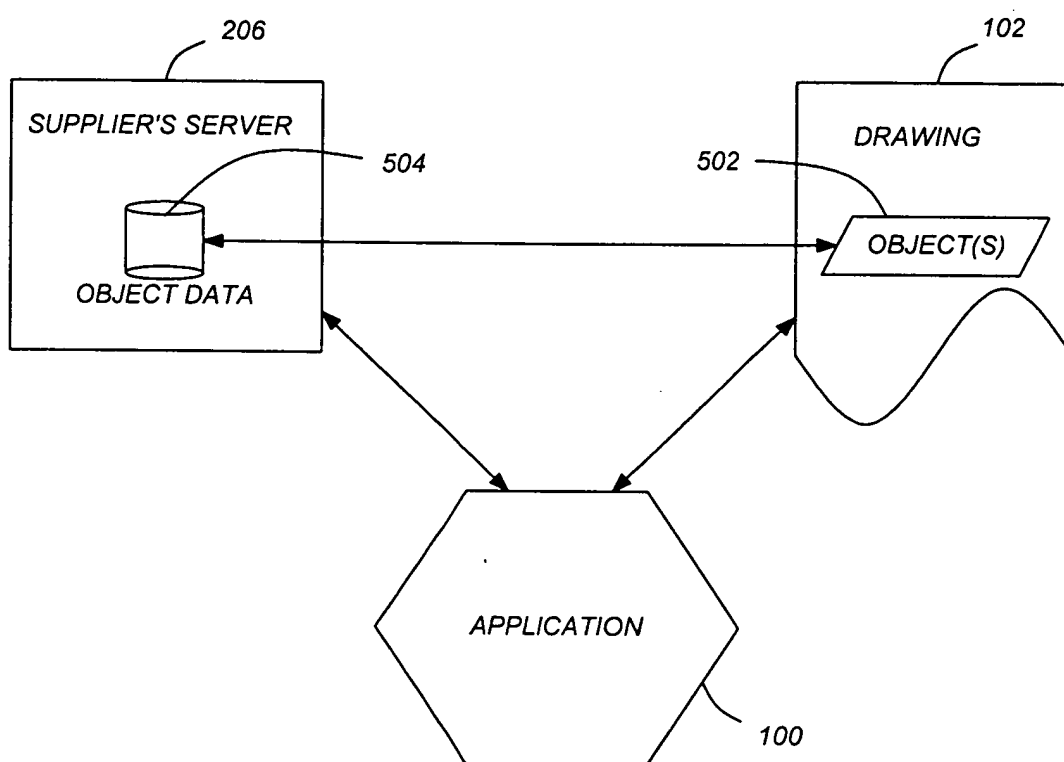 206
102
SUPPLIER'S SERVER
DRAWING
504
502
OBJECT(S)
OBJECT DATA
APPLICATION
100